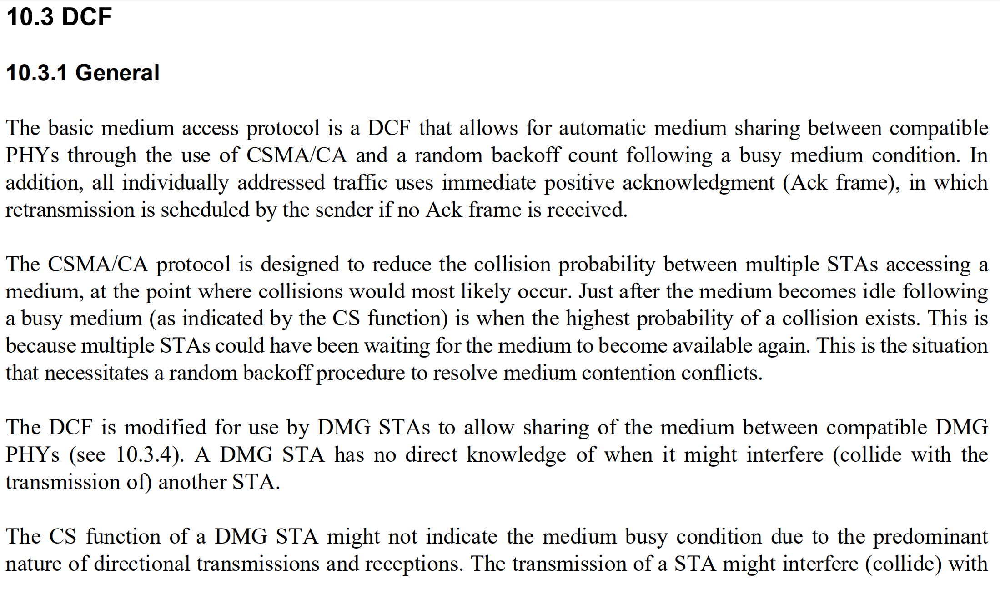 10.3 DCF
10.3.1 General
The basic medium access protocol is a DCF that allows for automatic medium sharing between compatible
PHYs through the use of CSMA/CA and a random backoff count following a busy medium condition. In
addition, all individually addressed traffic uses immediate positive acknowledgment (Ack frame), in which
retransmission is scheduled by the sender if no Ack frame is received.
The CSMA/CA protocol is designed to reduce the collision probability between multiple STAs accessing a
medium, at the point where collisions would most likely occur. Just after the medium becomes idle following
a busy medium (as indicated by the CS function) is when the highest probability of a collision exists. This is
because multiple STAs could have been waiting for the medium to become available again. This is the situation
that necessitates a random backoff procedure to resolve medium contention conflicts.
The DCF is modified for use by DMG STAs to allow sharing of the medium between compatible DMG
PHYs (see 10.3.4). A DMG STA has no direct knowledge of when it might interfere (collide with the
transmission of) another STA.
The CS function of a DMG STA might not indicate the medium busy condition due to the predominant
nature of directional transmissions and receptions. The transmission of a STA might interfere (collide) with